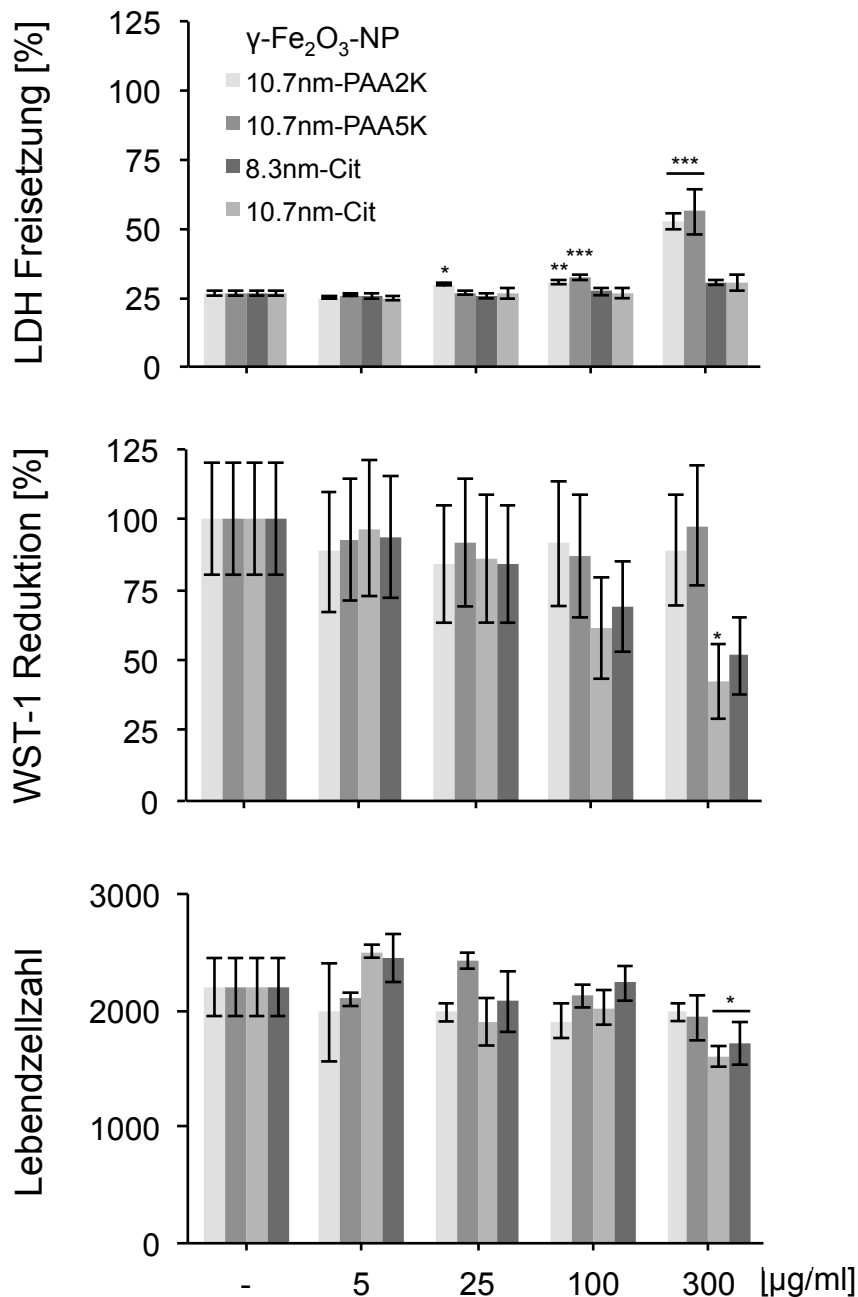 LDH Freisetzung [%]
125
100
75
50
25
0
γ-Fe₂O₃-NP
10.7nm-PAA2K
10.7nm-PAA5K
8.3nm-Cit
10.7nm-Cit
*
**
***
***
WST-1 Reduktion [%]
125
100
75
50
25
0
*
Lebendzellzahl
3000
2000
1000
0
*
- 5 25 100 300 [µg/ml]